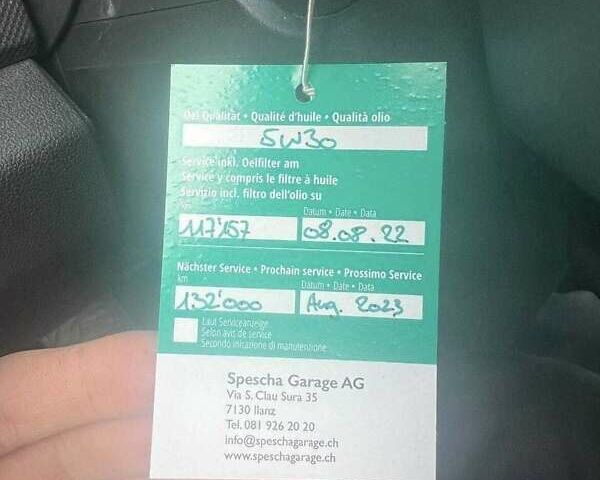 Oel Qualität • Qualité d'huile • Qualità olio
5W30
Service inkl. Oelfilter am
Service y compris le filtre à huile
Servizio incl. filtro dell'olio su
km Datum • Date • Data
117'157 08.08.22
Nächster Service • Prochain service • Prossimo Service
km Datum • Date • Data
132'000 Aug. 2023
Laut Serviceanzeige
Selon avis de service
Secondo indicazione di manutenzione
Spescha Garage AG
Via S. Clau Sura 35
7130 Ilanz
Tel. 081 926 20 20
info@speschagarage.ch
www.speschagarage.ch